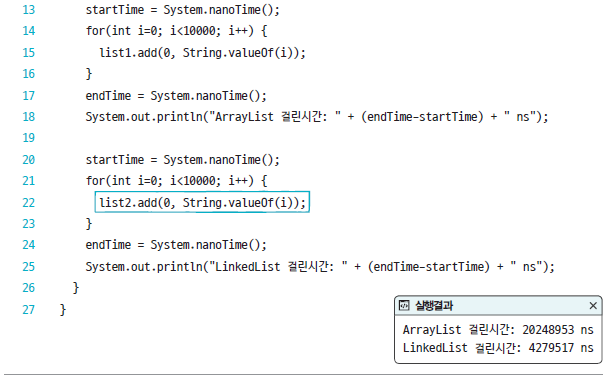 13 startTime = System.nanoTime();
14 for(int i=0; i<10000; i++) {
15 list1.add(0, String.valueOf(i));
16 }
17 endTime = System.nanoTime();
18 System.out.println("ArrayList 걸린시간: " + (endTime-startTime) + " ns");
19
20 startTime = System.nanoTime();
21 for(int i=0; i<10000; i++) {
22 list2.add(0, String.valueOf(i));
23 }
24 endTime = System.nanoTime();
25 System.out.println("LinkedList 걸린시간: " + (endTime-startTime) + " ns");
26 }
27 }
실행결과
ArrayList 걸린시간: 20248953 ns
LinkedList 걸린시간: 4279517 ns